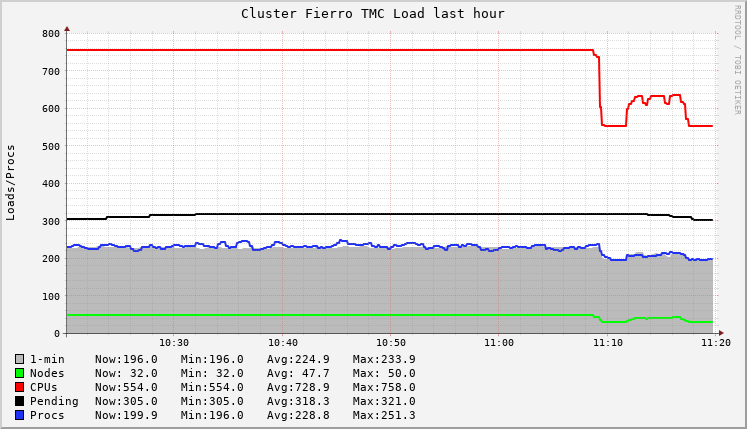 Cluster Fierro TMC Load last hour
RRDTOOL / TOBI OETIKER
Loads/Procs
800
700
600
500
400
300
200
100
0
10:30 10:40 10:50 11:00 11:10 11:20
1-min Now:196.0 Min:196.0 Avg:224.9 Max:233.9
Nodes Now: 32.0 Min: 32.0 Avg: 47.7 Max: 50.0
CPUs Now:554.0 Min:554.0 Avg:728.9 Max:758.0
Pending Now:305.0 Min:305.0 Avg:318.3 Max:321.0
Procs Now:199.9 Min:196.0 Avg:228.8 Max:251.3